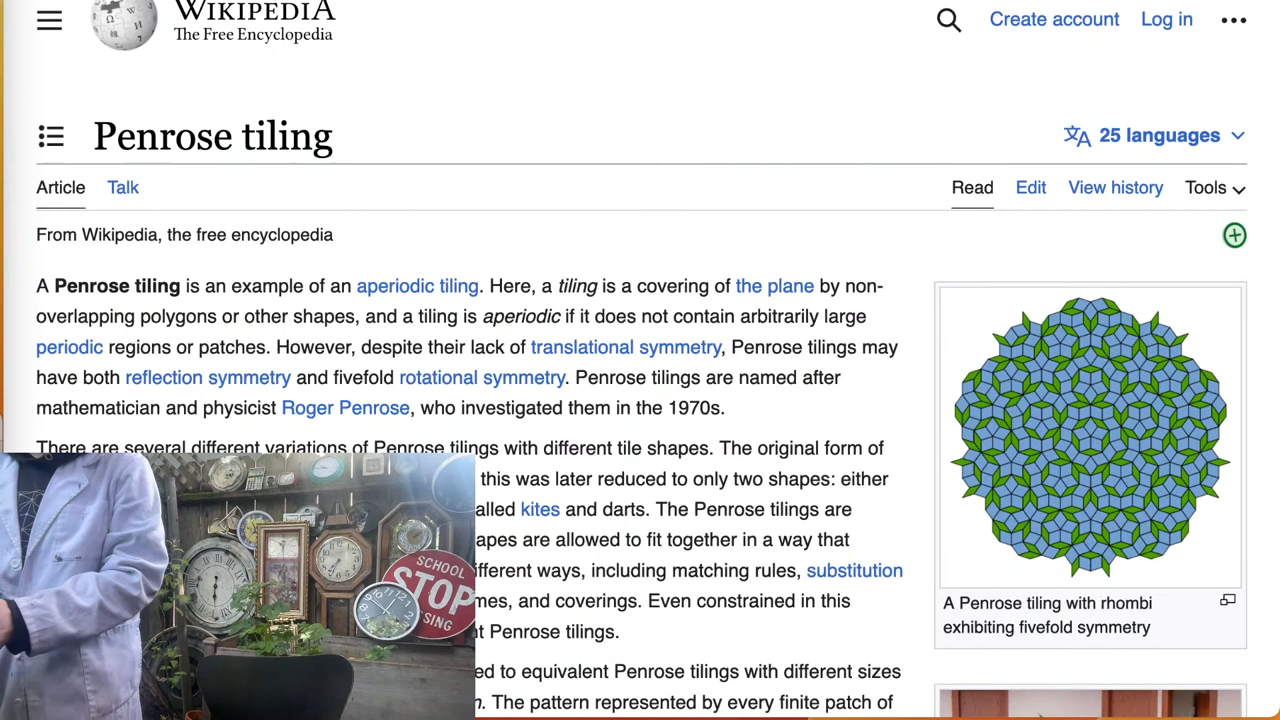 WIKIPEDIA
The Free Encyclopedia
Create account
Log in
Penrose tiling
25 languages
Article
Talk
Read
Edit
View history
Tools
From Wikipedia, the free encyclopedia
A Penrose tiling is an example of an aperiodic tiling. Here, a tiling is a covering of the plane by non-
overlapping polygons or other shapes, and a tiling is aperiodic if it does not contain arbitrarily large
periodic regions or patches. However, despite their lack of translational symmetry, Penrose tilings may
have both reflection symmetry and fivefold rotational symmetry. Penrose tilings are named after
mathematician and physicist Roger Penrose, who investigated them in the 1970s.
There are several different variations of Penrose tilings with different tile shapes. The original form of
this was later reduced to only two shapes: either
alled kites and darts. The Penrose tilings are
apes are allowed to fit together in a way that
ifferent ways, including matching rules, substitution
mes, and coverings. Even constrained in this
t Penrose tilings.
ed to equivalent Penrose tilings with different sizes
n. The pattern represented by every finite patch of
A Penrose tiling with rhombi
exhibiting fivefold symmetry
SCHOOL
STOP
SING